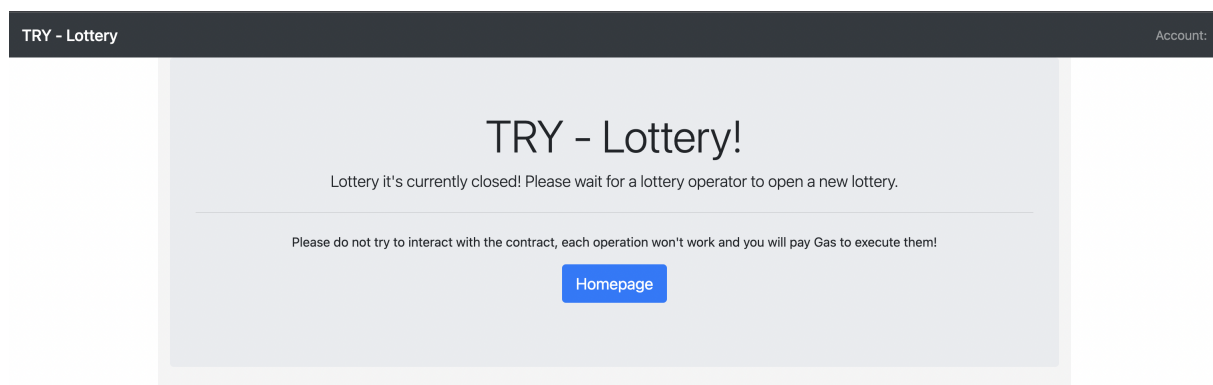 TRY - Lottery
Account:
TRY - Lottery!
Lottery it's currently closed! Please wait for a lottery operator to open a new lottery.
Please do not try to interact with the contract, each operation won't work and you will pay Gas to execute them!
Homepage